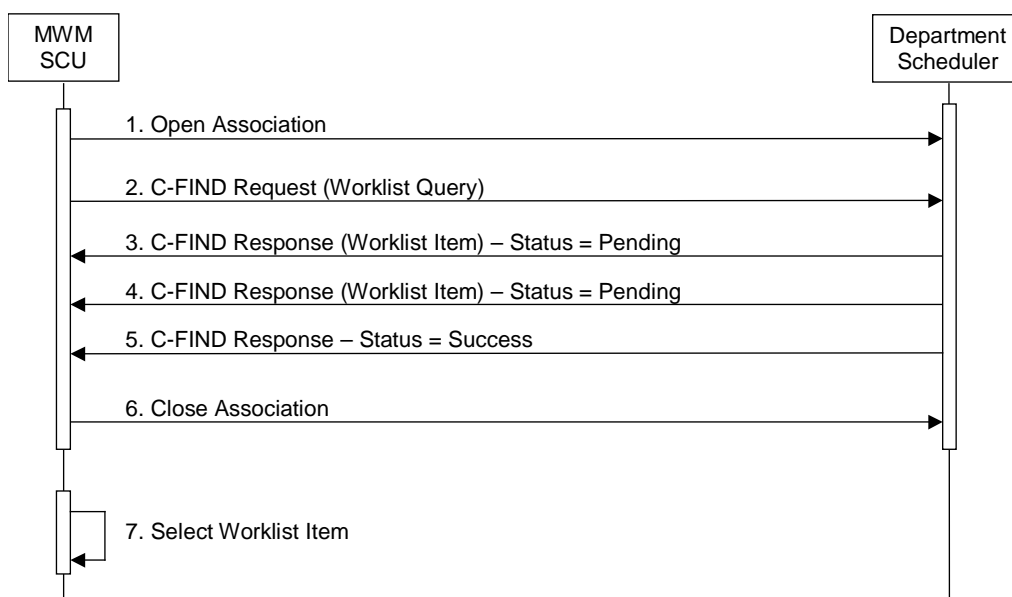 MWM
SCU
Department
Scheduler
1. Open Association
2. C-FIND Request (Worklist Query)
3. C-FIND Response (Worklist Item) – Status = Pending
4. C-FIND Response (Worklist Item) – Status = Pending
5. C-FIND Response – Status = Success
6. Close Association
7. Select Worklist Item